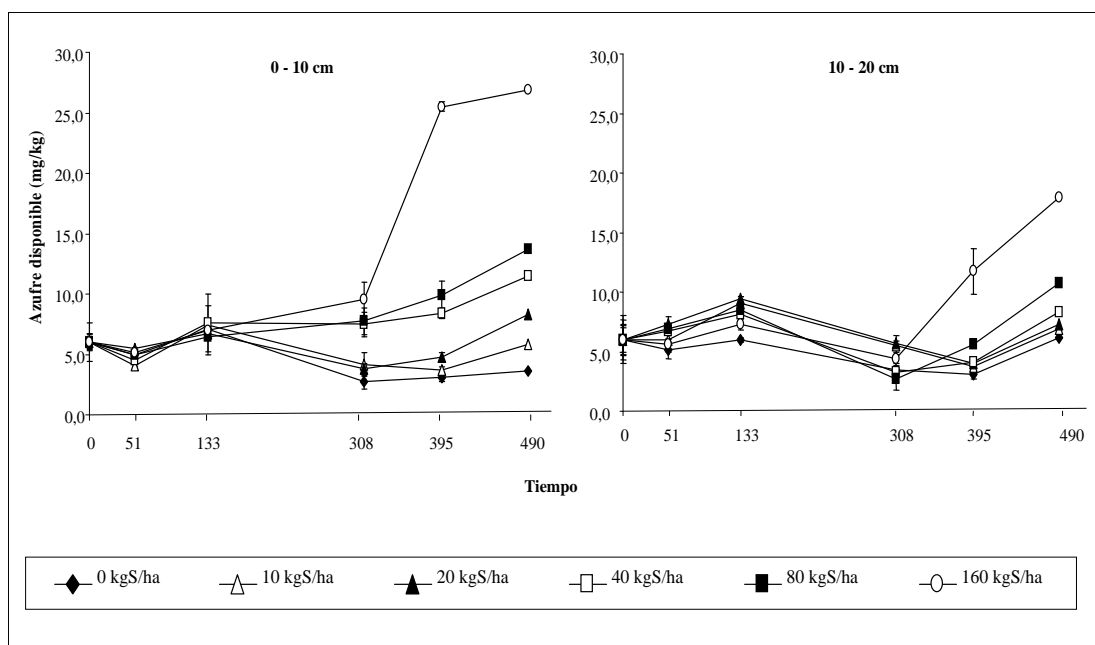 0 - 10 cm
30,0
25,0
20,0
15,0
10,0
5,0
0,0
Azufre disponible (mg/kg)
0 51 133 308 395 490
10 - 20 cm
30,0
25,0
20,0
15,0
10,0
5,0
0,0
0 51 133 308 395 490
Tiempo
0 kgS/ha 10 kgS/ha 20 kgS/ha 40 kgS/ha 80 kgS/ha 160 kgS/ha